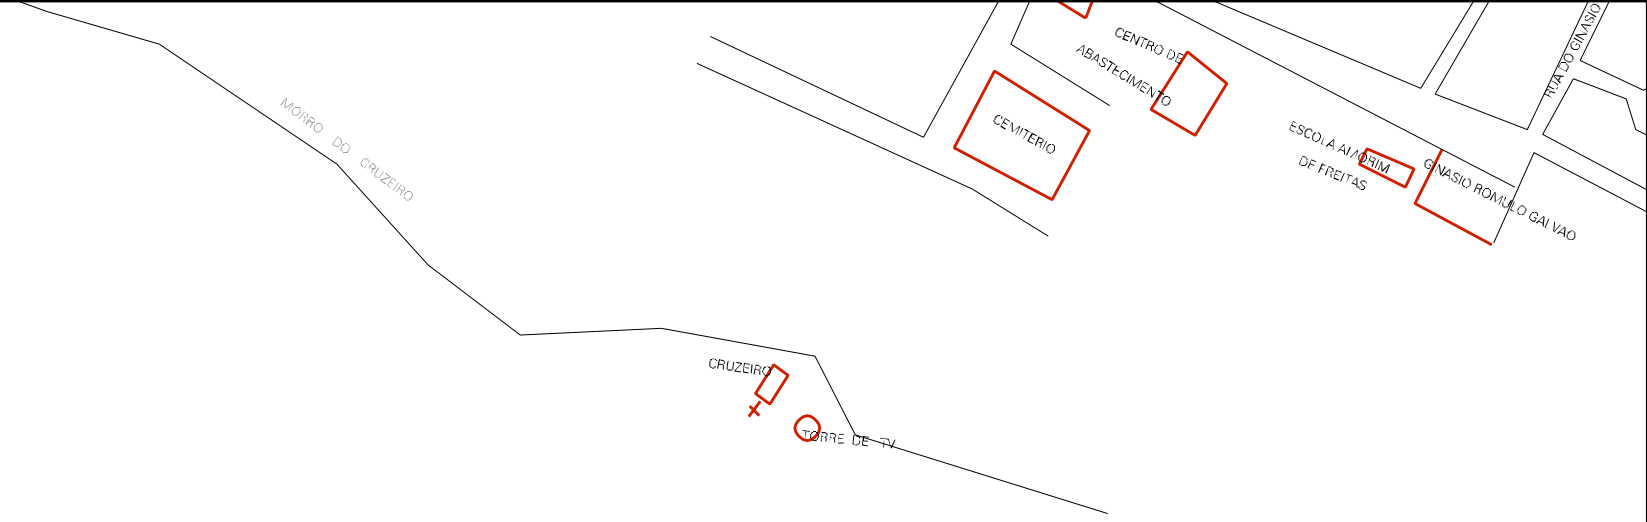 RUA DO GINASIO
CENTRO DE
ABASTECIMENTO
MORRO DO CRUZEIRO
CEMITERIO
ESCOLA AMORIM
DE FREITAS
GINASIO ROMULO GALVAO
CRUZEIRO
TORRE DE TV